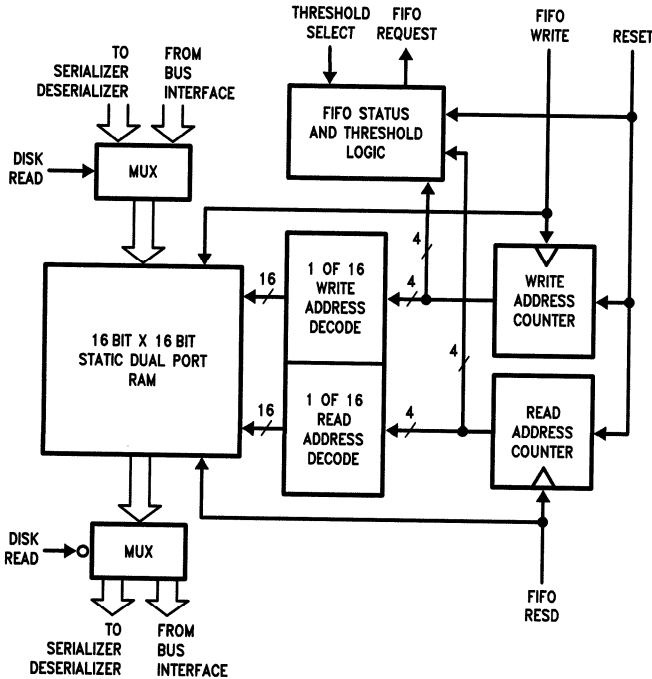 THRESHOLD
SELECT
FIFO
REQUEST
FIFO
WRITE
RESET
TO
SERIALIZER
DESERIALIZER
FROM
BUS
INTERFACE
FIFO STATUS
AND THRESHOLD
LOGIC
DISK
READ
MUX
4
16
1 OF 16
WRITE
ADDRESS
DECODE
4
WRITE
ADDRESS
COUNTER
16 BIT X 16 BIT
STATIC DUAL PORT
RAM
4
16
1 OF 16
READ
ADDRESS
DECODE
4
READ
ADDRESS
COUNTER
DISK
READ
MUX
FIFO
RESD
TO
SERIALIZER
DESERIALIZER
FROM
BUS
INTERFACE